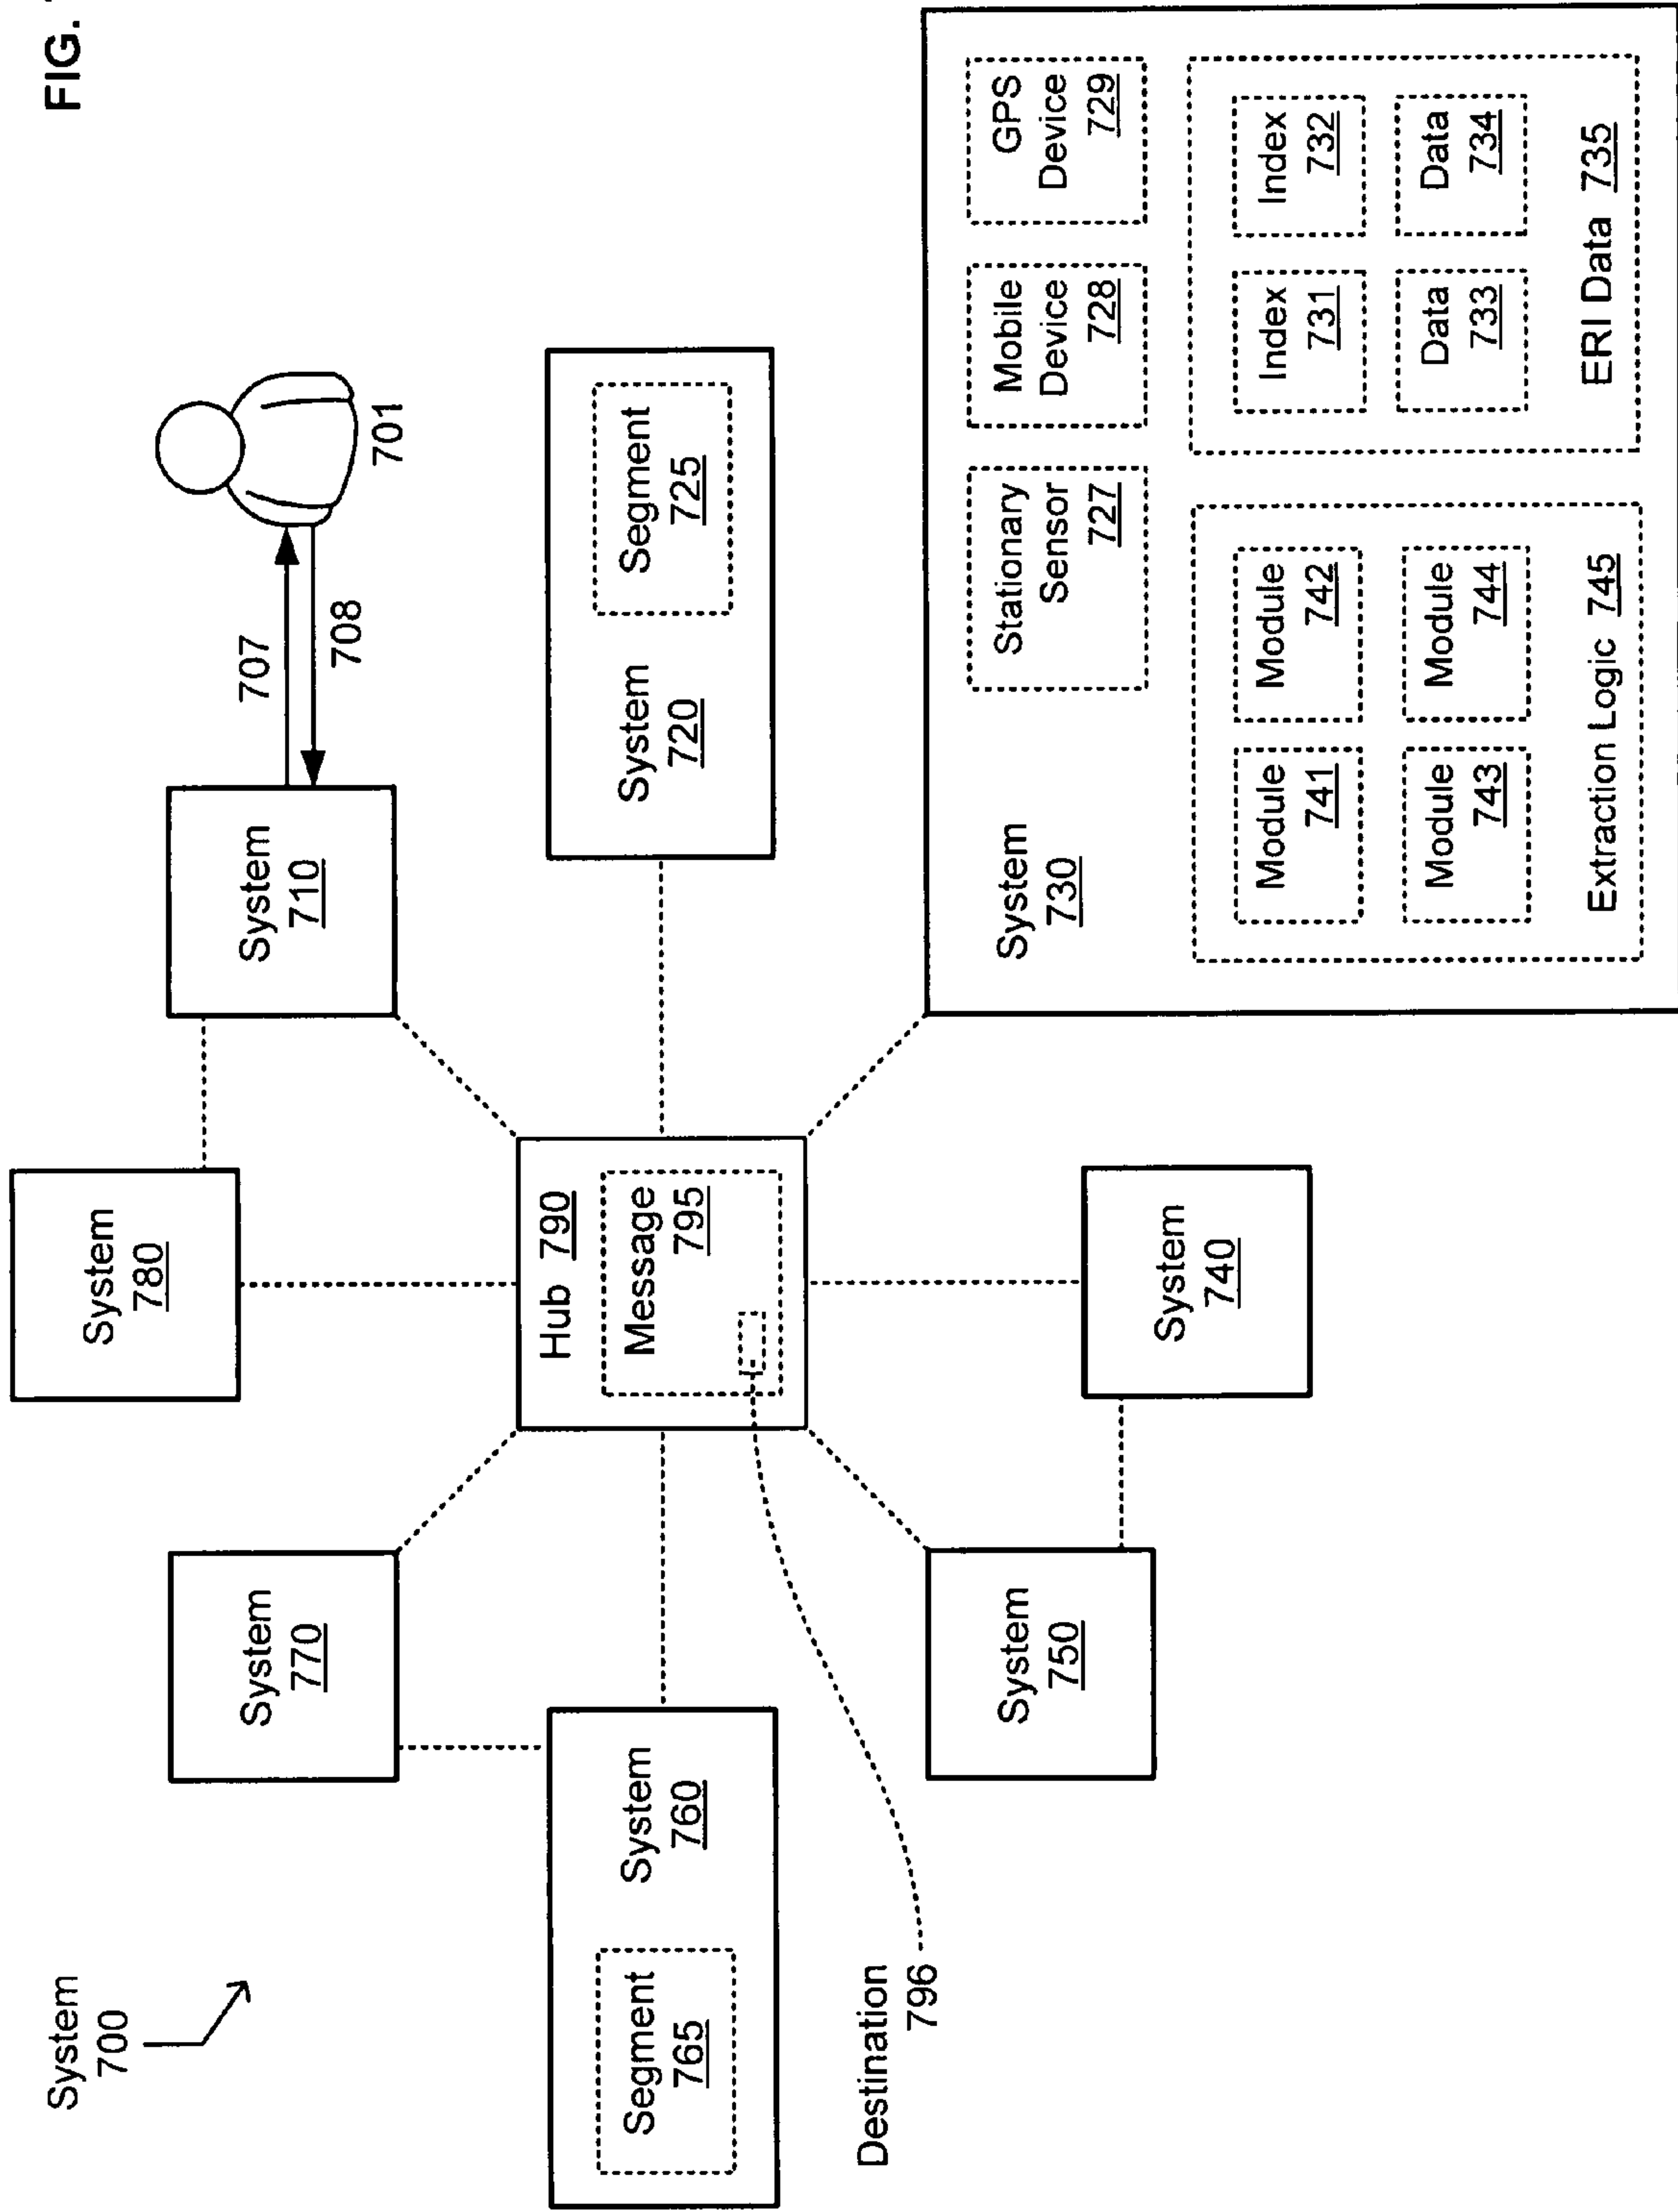 FIG.
System
700
System
780
System
770
System
710
707
708
701
Segment
765
System
760
Hub 790
Message
795
System
720
Segment
725
Destination
796
System
750
System
740
System
730
Stationary
Sensor
727
Mobile
Device
728
GPS
Device
729
Module
741
Module
742
Module
743
Module
744
Extraction Logic 745
Index
731
Index
732
Data
733
Data
734
ERI Data 735